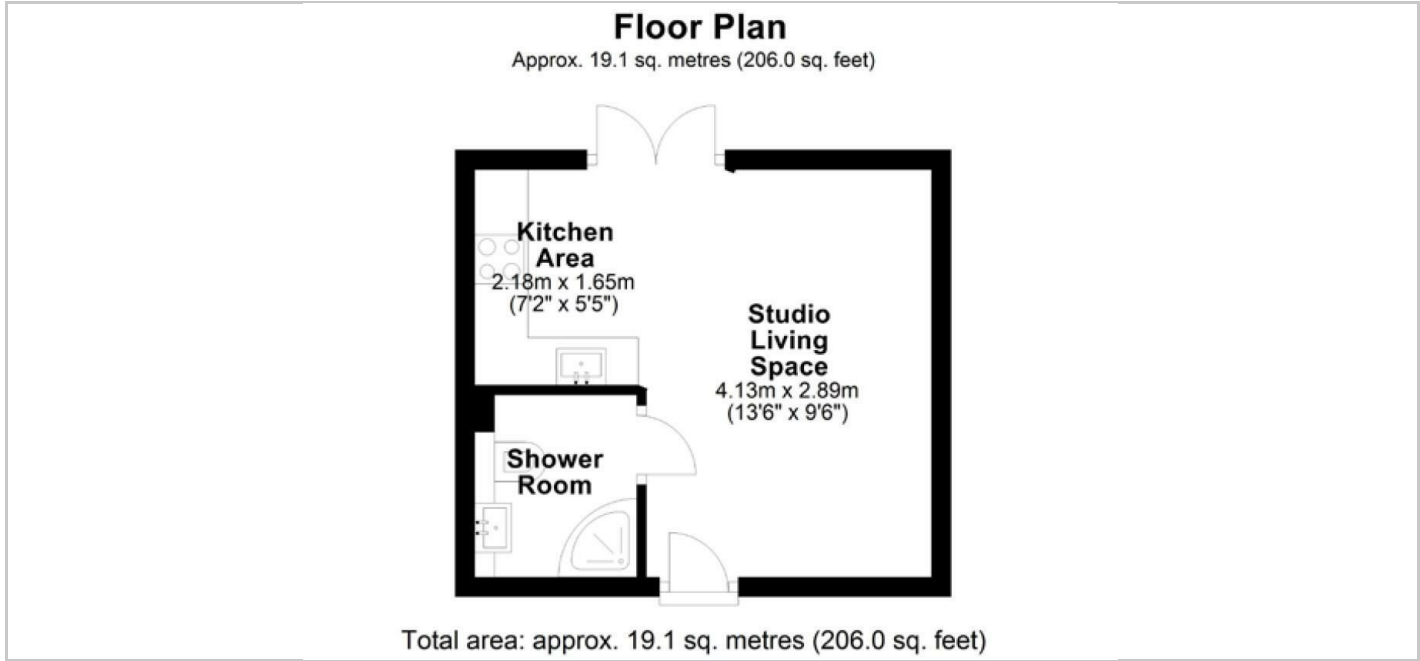 Floor Plan
Approx. 19.1 sq. metres (206.0 sq. feet)
Kitchen
Area
2.18m x 1.65m
(7'2" x 5'5")
Studio
Living
Space
4.13m x 2.89m
(13'6" x 9'6")
Shower
Room
Total area: approx. 19.1 sq. metres (206.0 sq. feet)